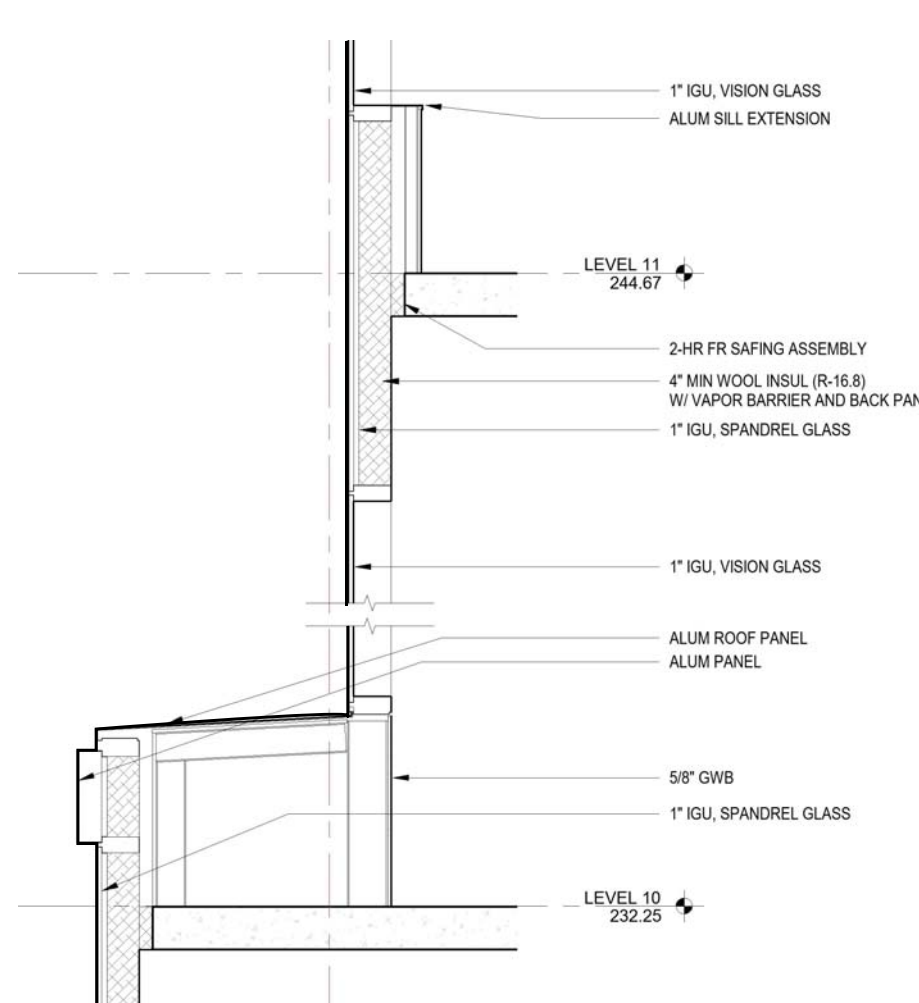 1" IGU, VISION GLASS
ALUM SILL EXTENSION
LEVEL 11
244.67
2-HR FR SAFING ASSEMBLY
4" MIN WOOL INSUL (R-16.8)
W/ VAPOR BARRIER AND BACK PAN
1" IGU, SPANDREL GLASS
1" IGU, VISION GLASS
ALUM ROOF PANEL
ALUM PANEL
5/8" GWB
1" IGU, SPANDREL GLASS
LEVEL 10
232.25